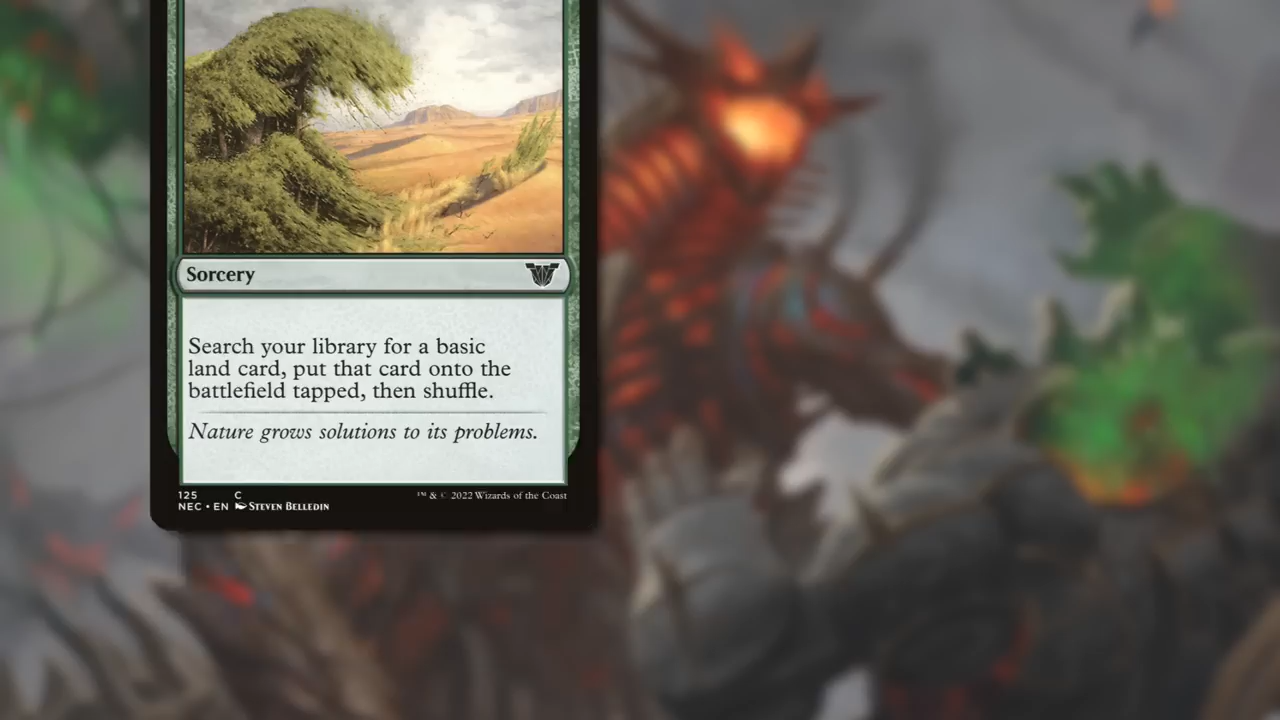 Sorcery
Search your library for a basic
land card, put that card onto the
battlefield tapped, then shuffle.
Nature grows solutions to its problems.
125 C
NEC • EN Steven Belledin
™ & © 2022 Wizards of the Coast